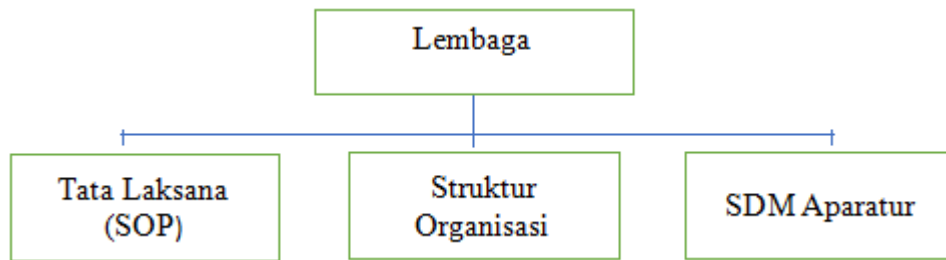 Lembaga
Tata Laksana
(SOP)
Struktur
Organisasi
SDM Aparatur